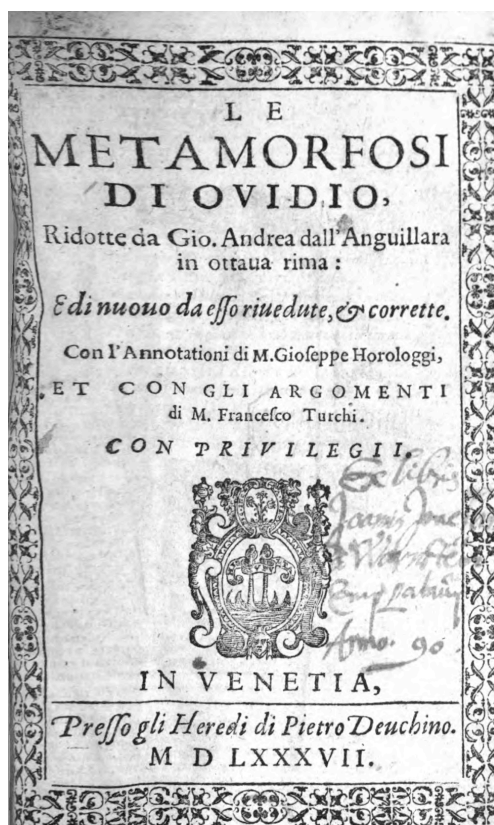 LE
METAMORFOSI
DI OVIDIO,
Ridotte da Gio. Andrea dall'Anguillara
in ottaua rima:
E di nuouo da eſſo riuedute, & corrette.
Con l'Annotationi di M. Gioſeppe Horologgi,
ET CON GLI ARGOMENTI
di M. Franceſco Turchi.
CON PRIVILEGII.
Ex libris
Anno. 90.
IN VENETIA,
Preſſo gli Heredi di Pietro Deuchino.
M D LXXXVII.